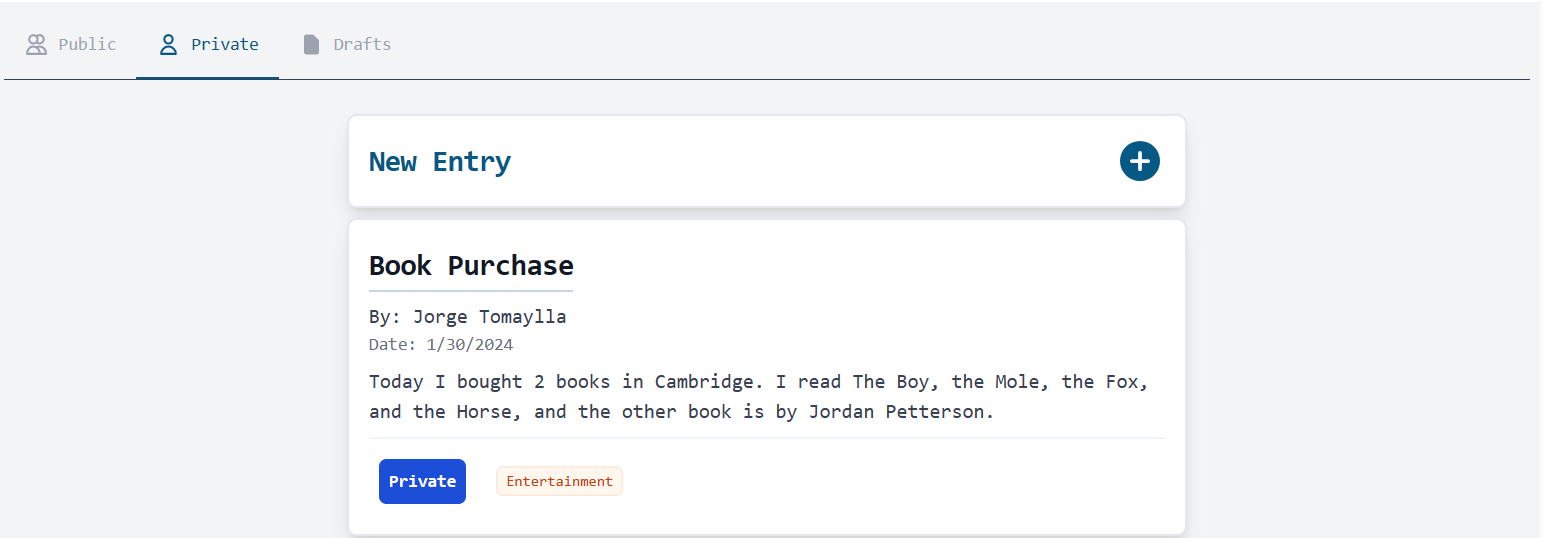 Public Private Drafts
New Entry
Book Purchase
By: Jorge Tomaylla
Date: 1/30/2024
Today I bought 2 books in Cambridge. I read The Boy, the Mole, the Fox,
and the Horse, and the other book is by Jordan Petterson.
Private Entertainment